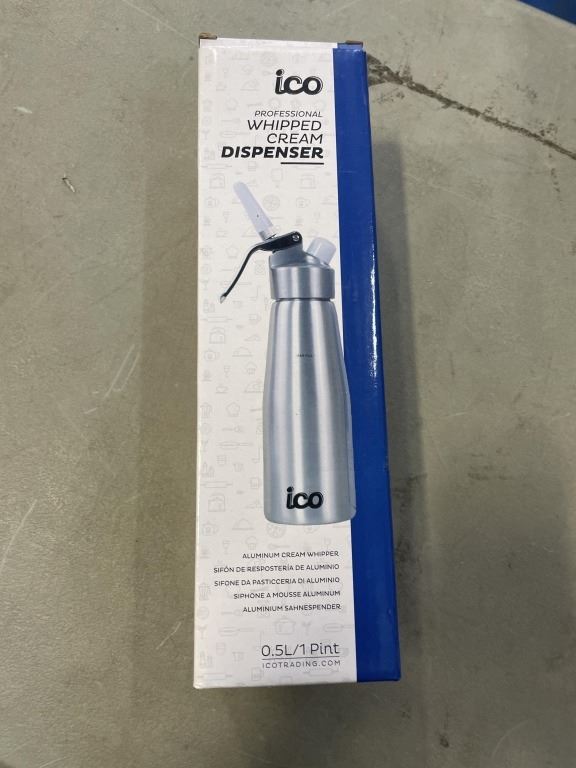 ico
PROFESSIONAL
WHIPPED
CREAM
DISPENSER
ico
ALUMINUM CREAM WHIPPER
SIFÓN DE RESPOSTERÍA DE ALUMINIO
SIFONE DA PASTICCERIA DI ALUMINIO
SIPHONE A MOUSSE ALUMINUM
ALUMINIUM SAHNESPENDER
0.5L/1 Pint
ICOTRADING.COM